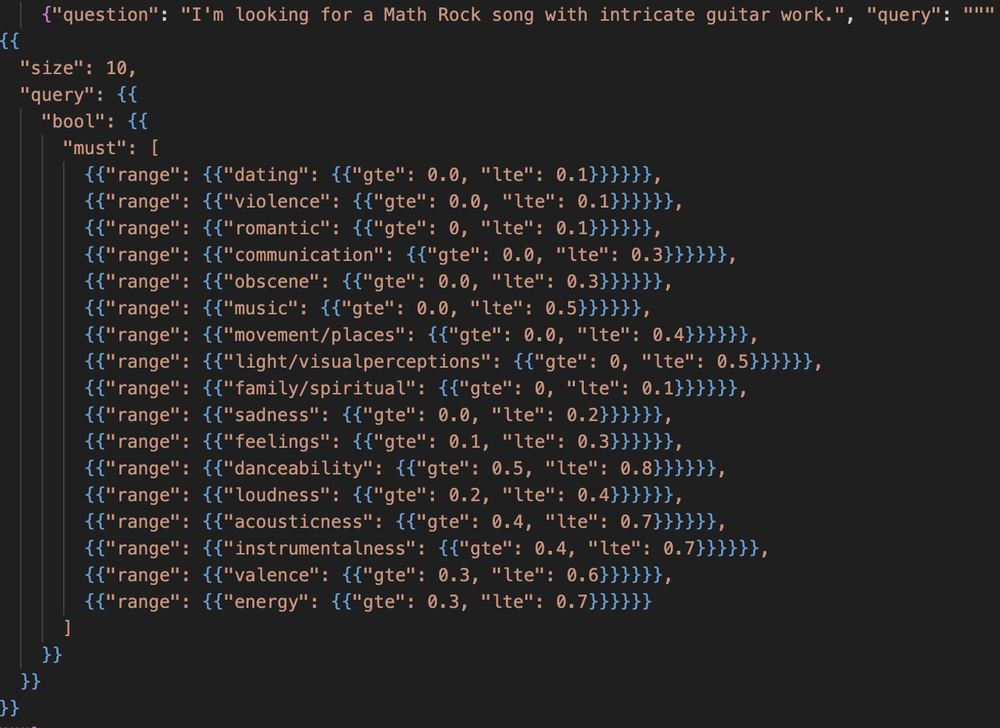 {"question": "I'm looking for a Math Rock song with intricate guitar work.", "query": """
{{
"size": 10,
"query": {{
"bool": {{
"must": [
{{"range": {{"dating": {{"gte": 0.0, "lte": 0.1}}}}}},
{{"range": {{"violence": {{"gte": 0.0, "lte": 0.1}}}}}},
{{"range": {{"romantic": {{"gte": 0, "lte": 0.1}}}}}},
{{"range": {{"communication": {{"gte": 0.0, "lte": 0.3}}}}}},
{{"range": {{"obscene": {{"gte": 0.0, "lte": 0.3}}}}}},
{{"range": {{"music": {{"gte": 0.0, "lte": 0.5}}}}}},
{{"range": {{"movement/places": {{"gte": 0.0, "lte": 0.4}}}}}},
{{"range": {{"light/visualperceptions": {{"gte": 0, "lte": 0.5}}}}}},
{{"range": {{"family/spiritual": {{"gte": 0, "lte": 0.1}}}}}},
{{"range": {{"sadness": {{"gte": 0.0, "lte": 0.2}}}}}},
{{"range": {{"feelings": {{"gte": 0.1, "lte": 0.3}}}}}},
{{"range": {{"danceability": {{"gte": 0.5, "lte": 0.8}}}}}},
{{"range": {{"loudness": {{"gte": 0.2, "lte": 0.4}}}}}},
{{"range": {{"acousticness": {{"gte": 0.4, "lte": 0.7}}}}}},
{{"range": {{"instrumentalness": {{"gte": 0.4, "lte": 0.7}}}}}},
{{"range": {{"valence": {{"gte": 0.3, "lte": 0.6}}}}}},
{{"range": {{"energy": {{"gte": 0.3, "lte": 0.7}}}}}}
]
}}
}}
}}